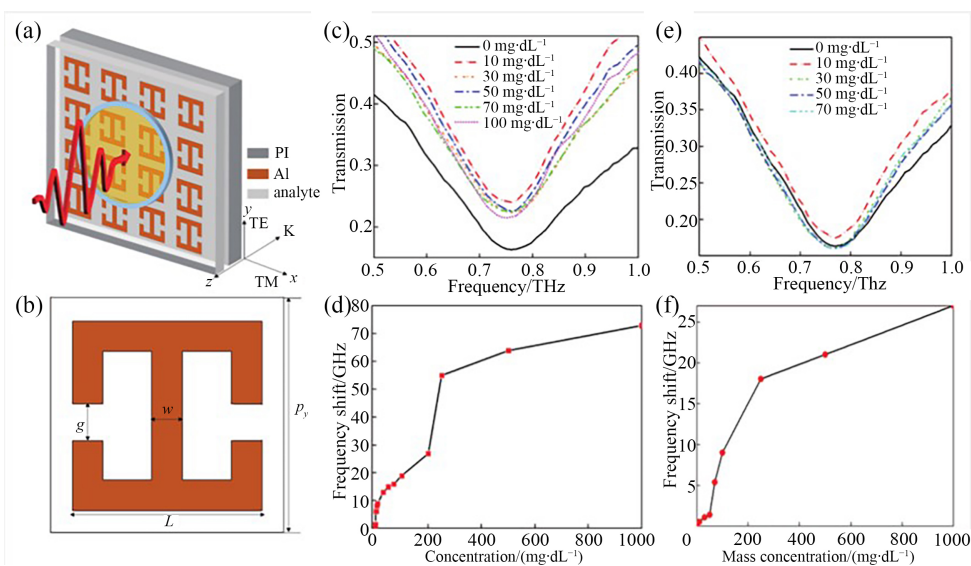 (a)
PI
Al
analyte
y
TE
K
TM
x
z
(b)
g
w
L
p_y
(c)
Transmission
0.5
0.4
0.3
0.2
0 mg·dL⁻¹
10 mg·dL⁻¹
30 mg·dL⁻¹
50 mg·dL⁻¹
70 mg·dL⁻¹
100 mg·dL⁻¹
0.5 0.6 0.7 0.8 0.9 1.0
Frequency/THz
(d)
Frequency shift/GHz
80
70
60
50
40
30
20
10
0
0 200 400 600 800 1000
Concentration/(mg·dL⁻¹)
(e)
Transmission
0.40
0.35
0.30
0.25
0.20
0 mg·dL⁻¹
10 mg·dL⁻¹
30 mg·dL⁻¹
50 mg·dL⁻¹
70 mg·dL⁻¹
0.5 0.6 0.7 0.8 0.9 1.0
Frequency/Thz
(f)
Frequency shift/GHz
25
20
15
10
5
0 200 400 600 800 1000
Mass concentration/(mg·dL⁻¹)